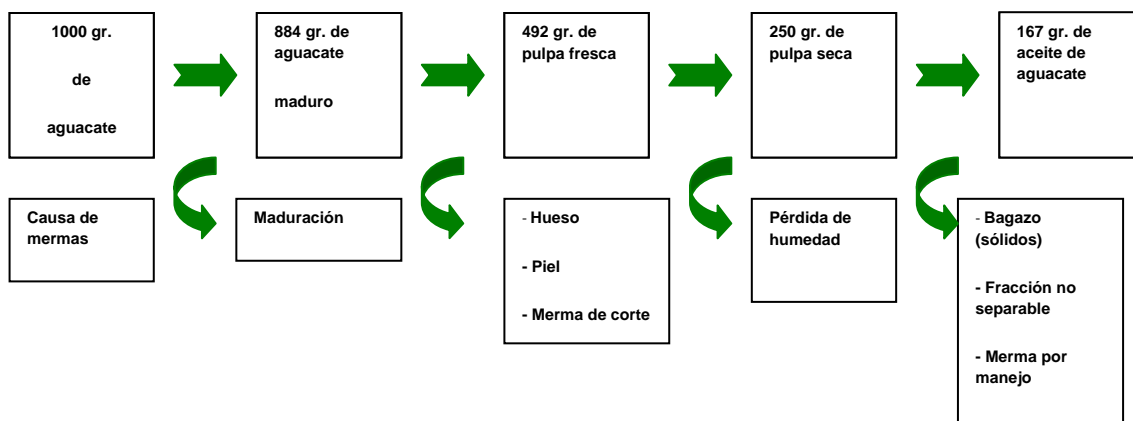 1000 gr.
de
aguacate
884 gr. de
aguacate
maduro
492 gr. de
pulpa fresca
250 gr. de
pulpa seca
167 gr. de
aceite de
aguacate
Causa de
mermas
Maduración
- Hueso
- Piel
- Merma de corte
Pérdida de
humedad
- Bagazo
(sólidos)
- Fracción no
separable
- Merma por
manejo